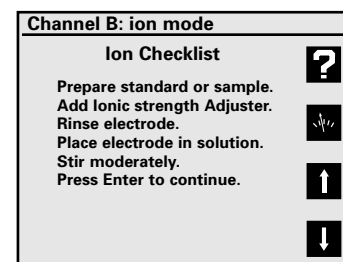 Channel B: ion mode
Ion Checklist
Prepare standard or sample.
Add Ionic strength Adjuster.
Rinse electrode.
Place electrode in solution.
Stir moderately.
Press Enter to continue.
?